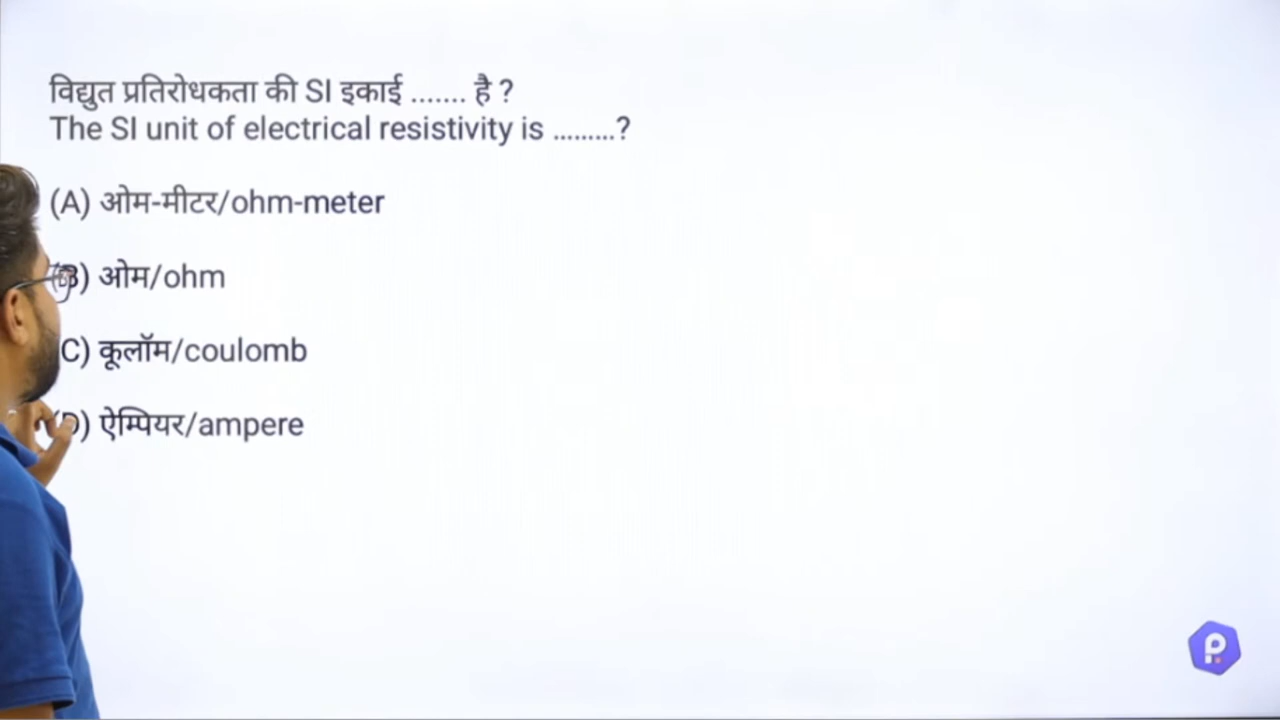 विद्युत प्रतिरोधकता की SI इकाई ....... है ?
The SI unit of electrical resistivity is .........?
(A) ओम-मीटर/ohm-meter
(B) ओम/ohm
C) कूलॉम/coulomb
(D) ऐम्पियर/ampere
P